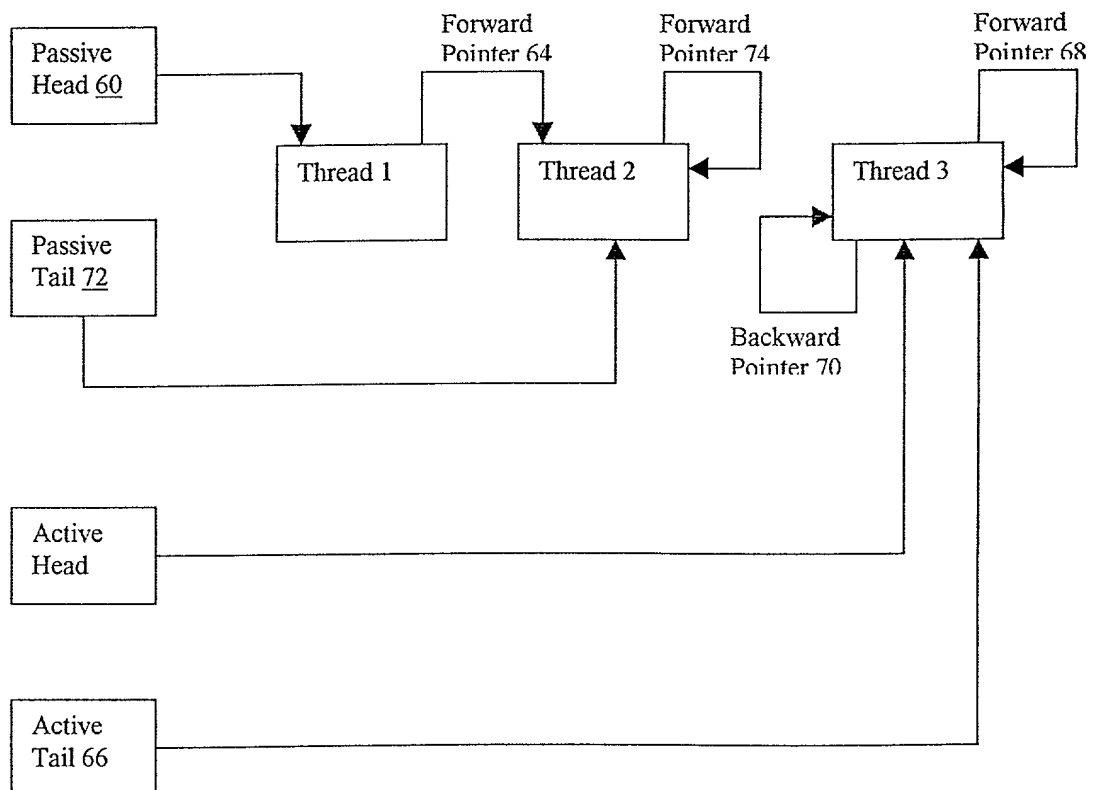 Forward
Pointer 64
Forward
Pointer 74
Forward
Pointer 68
Passive
Head 60
Thread 1
Thread 2
Thread 3
Passive
Tail 72
Backward
Pointer 70
Active
Head
Active
Tail 66